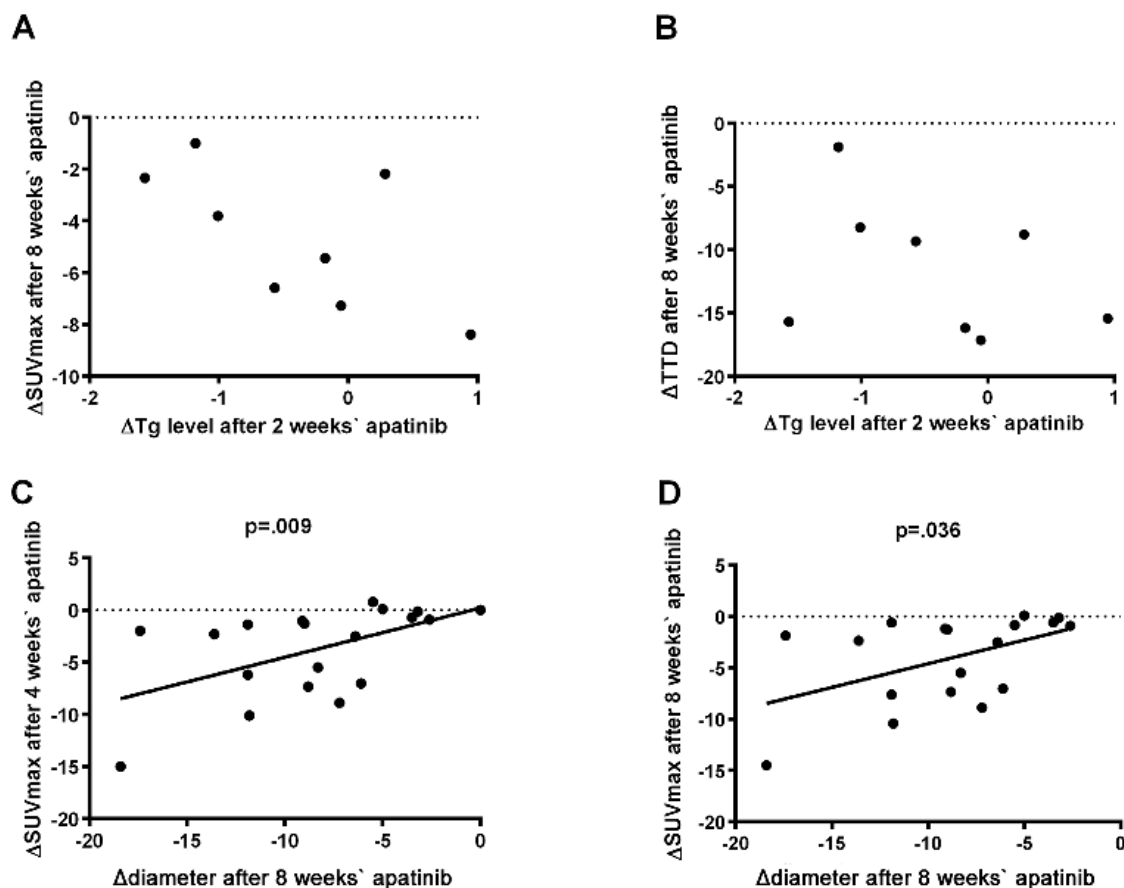 A
ΔSUVmax after 8 weeks` apatinib
0
-2
-4
-6
-8
-10
-2
-1
0
1
ΔTg level after 2 weeks` apatinib
B
ΔTTD after 8 weeks` apatinib
0
-5
-10
-15
-20
-2
-1
0
1
ΔTg level after 2 weeks` apatinib
C
p=.009
ΔSUVmax after 4 weeks` apatinib
5
0
-5
-10
-15
-20
-20
-15
-10
-5
0
Δdiameter after 8 weeks` apatinib
D
p=.036
ΔSUVmax after 8 weeks` apatinib
5
0
-5
-10
-15
-20
-20
-15
-10
-5
0
Δdiameter after 8 weeks` apatinib